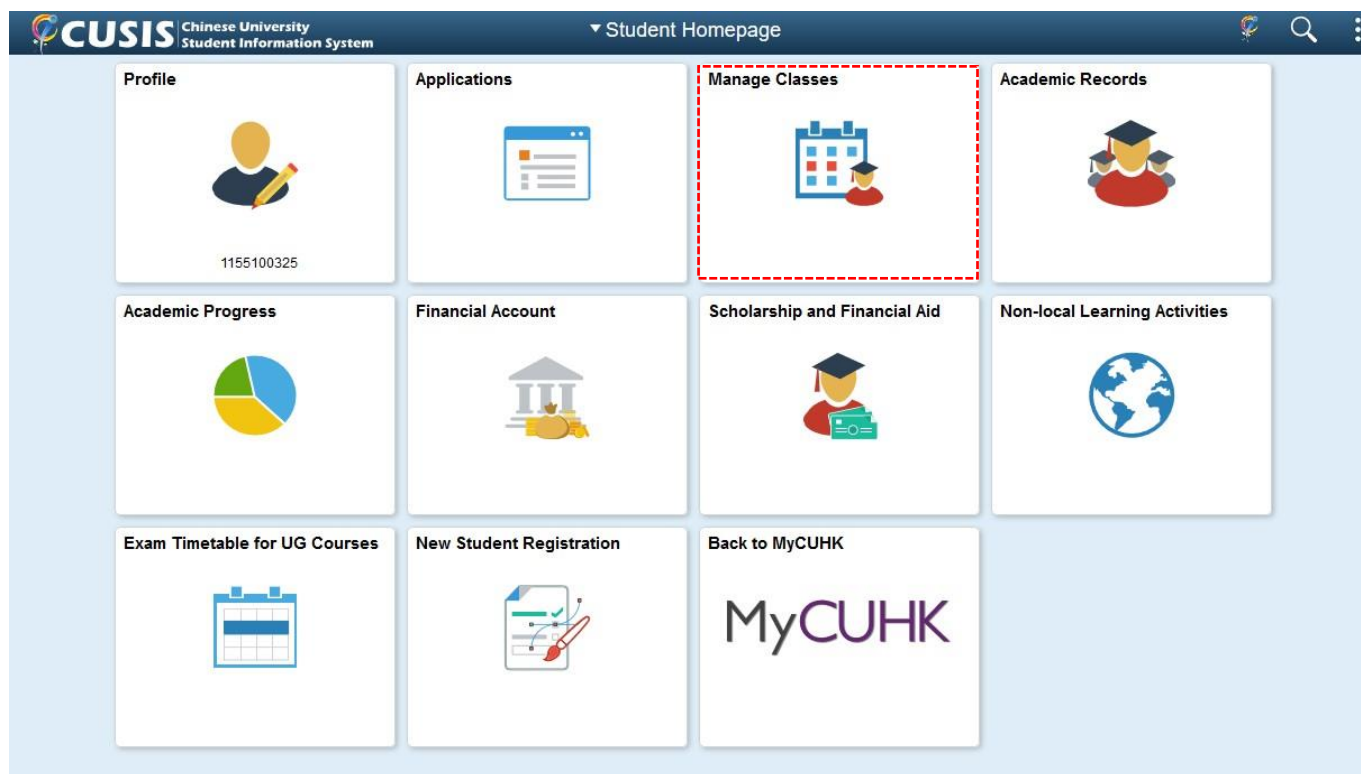 CUSIS Chinese University
Student Information System
Student Homepage
Profile
1155100325
Applications
Manage Classes
Academic Records
Academic Progress
Financial Account
Scholarship and Financial Aid
Non-local Learning Activities
Exam Timetable for UG Courses
New Student Registration
Back to MyCUHK
MyCUHK